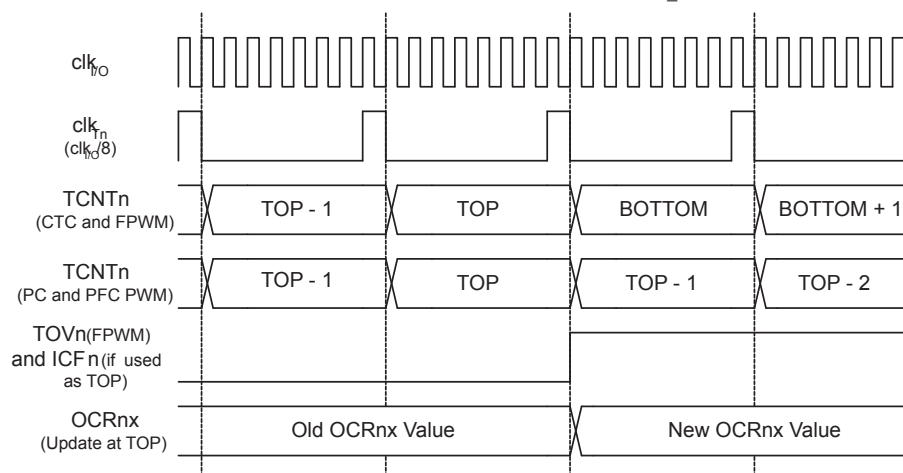 clkI/O
clkTn
(clkI/O/8)
TCNTn
(CTC and FPWM)
TOP - 1
TOP
BOTTOM
BOTTOM + 1
TCNTn
(PC and PFC PWM)
TOP - 1
TOP
TOP - 1
TOP - 2
TOVn(FPWM)
and ICFn(if used
as TOP)
OCRnx
(Update at TOP)
Old OCRnx Value
New OCRnx Value